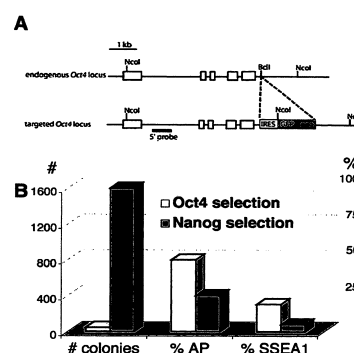 A
1 kb
NcoI BclI NcoI
endogenous Oct4 locus
NcoI NcoI
targeted Oct4 locus IRES
5' probe
# %
B 1600 100
Oct4 selection
Nanog selection
1200 75
800 50
400 25
0
# colonies % AP % SSEA1